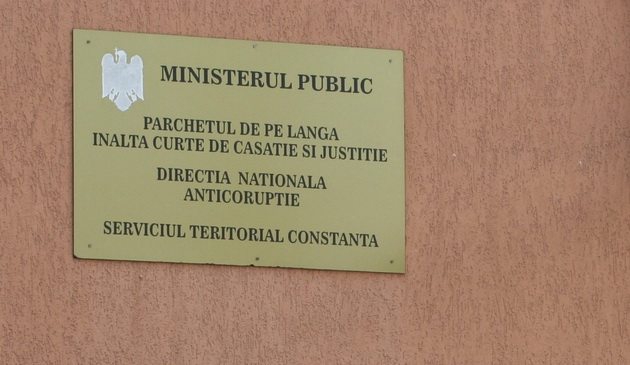 MINISTERUL PUBLIC
PARCHETUL DE PE LANGA
INALTA CURTE DE CASATIE SI JUSTITIE
DIRECTIA NATIONALA
ANTICORUPTIE
SERVICIUL TERITORIAL CONSTANTA